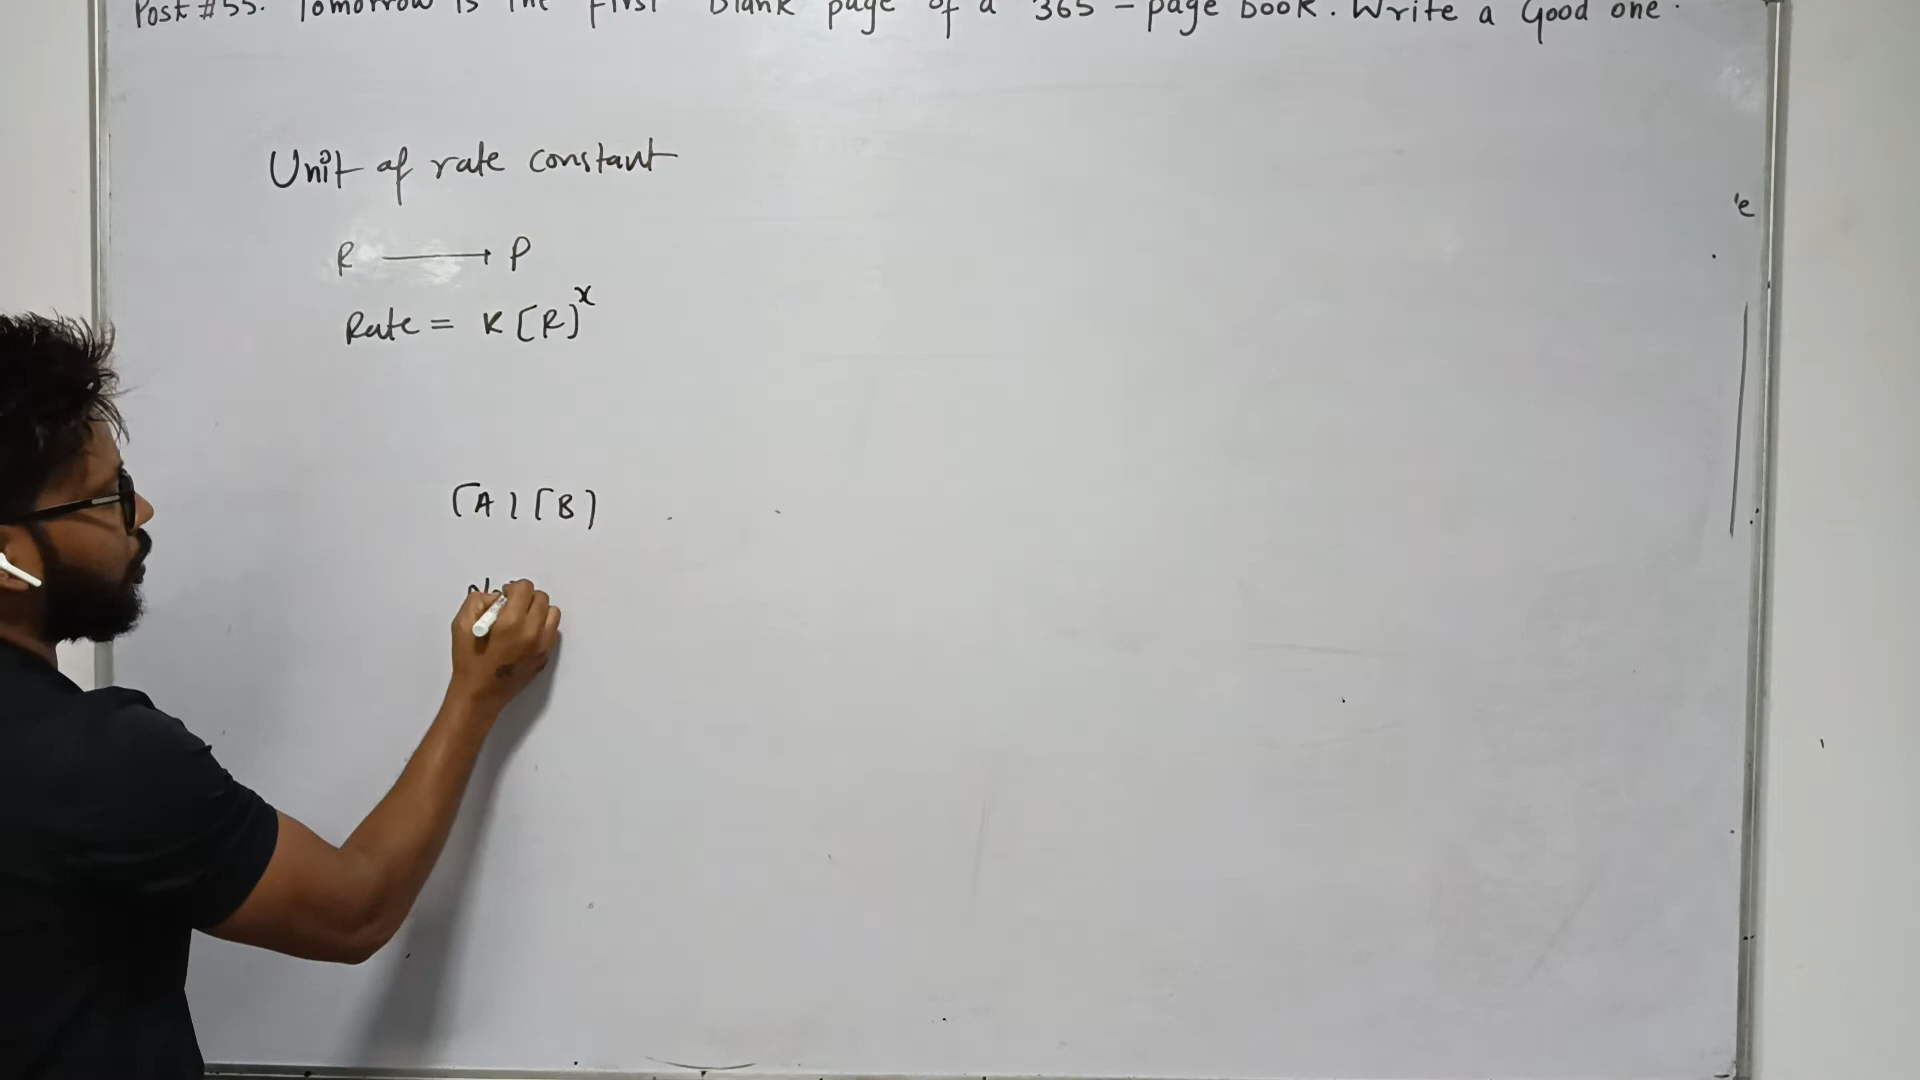 Post #55. Tomorrow is the first blank page of a 365-page book. Write a Good one.
Unit of rate constant
R ⟶ P
Rate = K[R]^x
[A] [B]